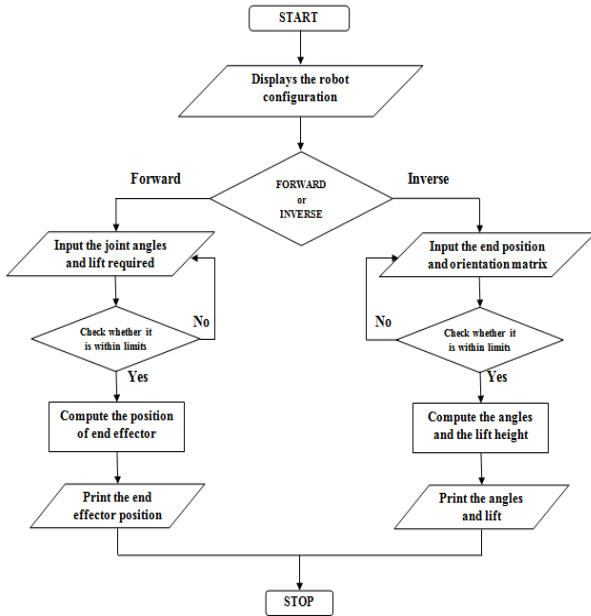 START
Displays the robot
configuration
Forward
Inverse
FORWARD
or
INVERSE
Input the joint angles
and lift required
Input the end position
and orientation matrix
No
Check whether it
is within limits
No
Check whether it
is within limits
Yes
Yes
Compute the position
of end effector
Compute the angles
and the lift height
Print the end
effector position
Print the angles
and lift
STOP